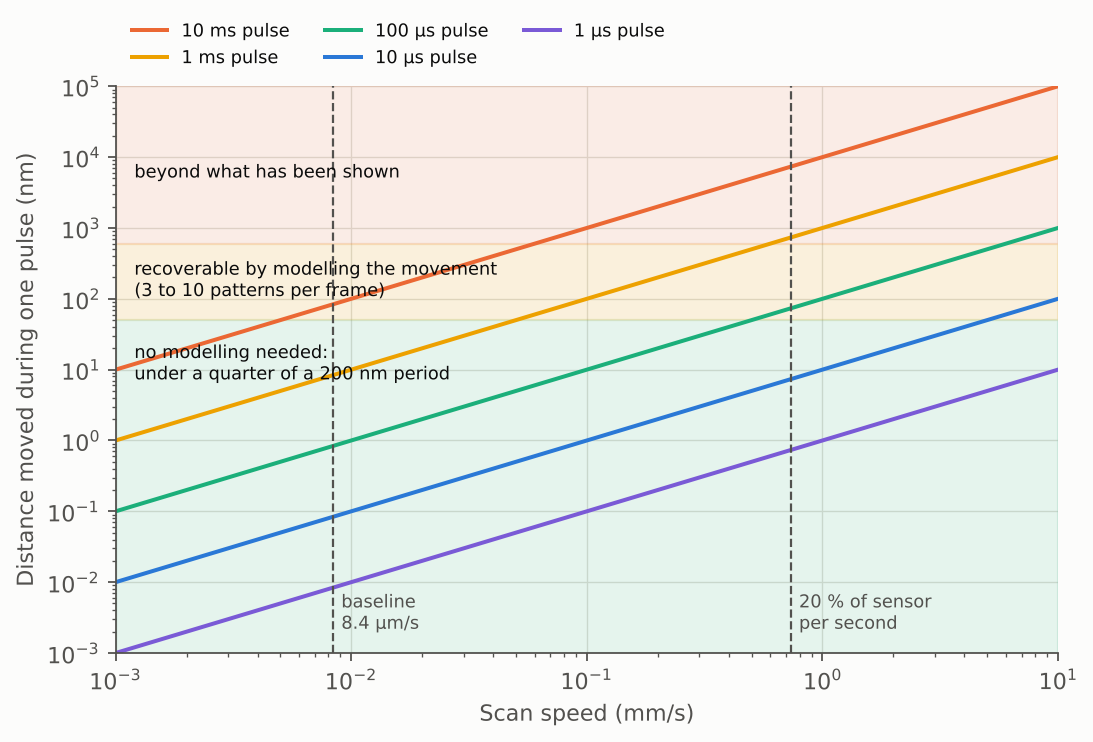 10 ms pulse
1 ms pulse
100 µs pulse
10 µs pulse
1 µs pulse
Distance moved during one pulse (nm)
10⁵
10⁴
10³
10²
10¹
10⁰
10⁻¹
10⁻²
10⁻³
beyond what has been shown
recoverable by modelling the movement
(3 to 10 patterns per frame)
no modelling needed:
under a quarter of a 200 nm period
baseline
8.4 µm/s
20 % of sensor
per second
10⁻³
10⁻²
10⁻¹
10⁰
10¹
Scan speed (mm/s)